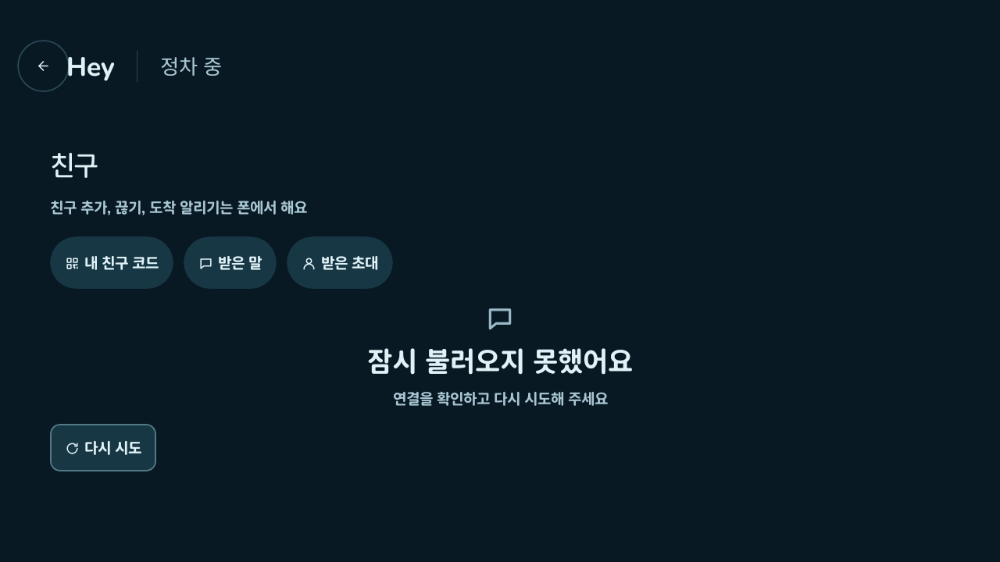 Hey
정차 중
친구
친구 추가, 끊기, 도착 알리기는 폰에서 해요
내 친구 코드
받은 말
받은 초대
잠시 불러오지 못했어요
연결을 확인하고 다시 시도해 주세요
다시 시도